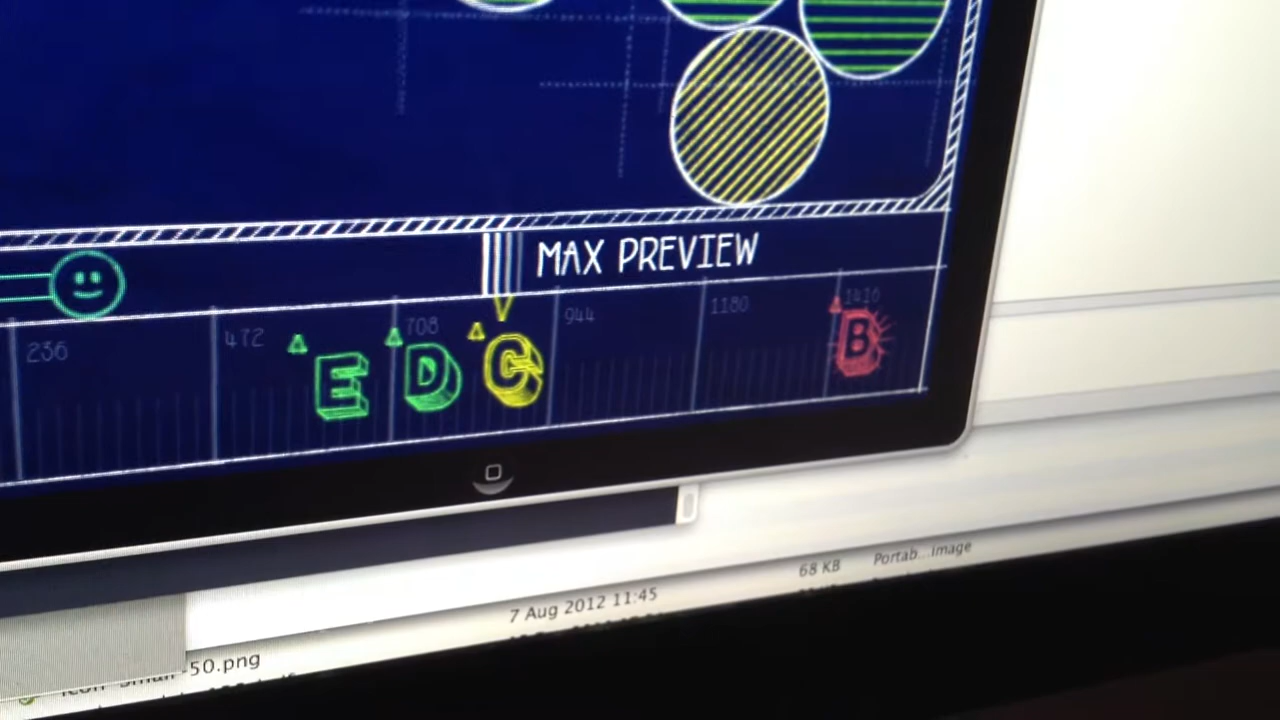 MAX PREVIEW
236 472 708 944 1180 1416
E D C B
7 Aug 2012 11:45 68 KB Portab...image
-50.png